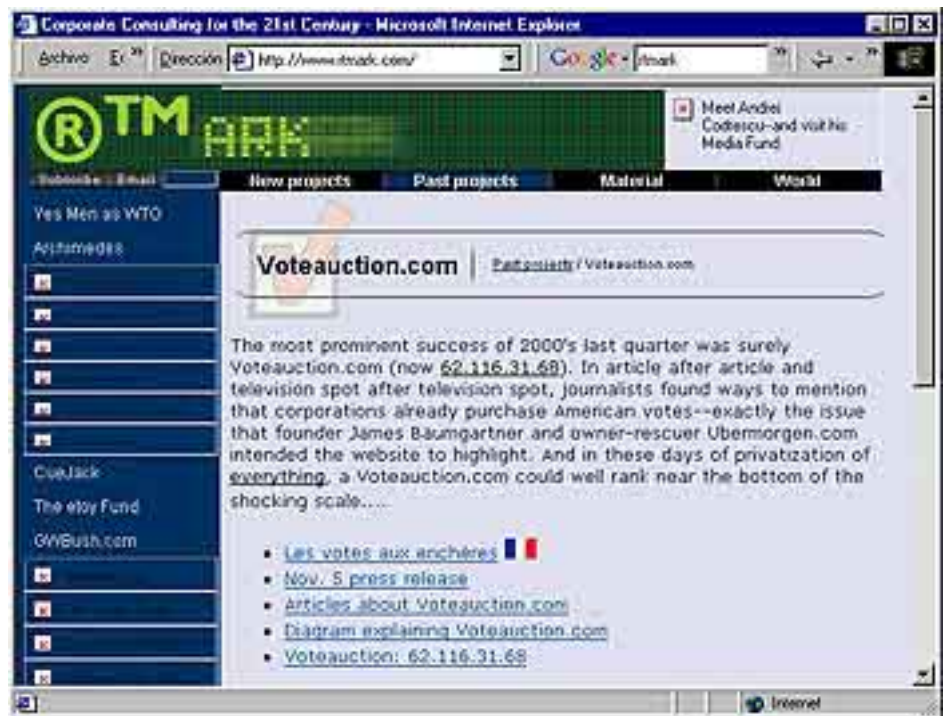 Corporate Consulting for the 21st Century - Microsoft Internet Explorer
Archivo
Dirección http://www.rtmark.com/ Google rtmark
®TM ARK
Meet Andrei
Codrescu--and visit his
Media Fund
Subscribe Email
New projects Past projects Material World
Yes Men as WTO
Archimedes
CueJack
The etoy Fund
GWBush.com
Voteauction.com Past projects / Voteauction.com
The most prominent success of 2000's last quarter was surely
Voteauction.com (now 62.116.31.68). In article after article and
television spot after television spot, journalists found ways to mention
that corporations already purchase American votes--exactly the issue
that founder James Baumgartner and owner-rescuer Ubermorgen.com
intended the website to highlight. And in these days of privatization of
everything, a Voteauction.com could well rank near the bottom of the
shocking scale....
Les votes aux enchères
Nov. 5 press release
Articles about Voteauction.com
Diagram explaining Voteauction.com
Voteauction: 62.116.31.68
Internet